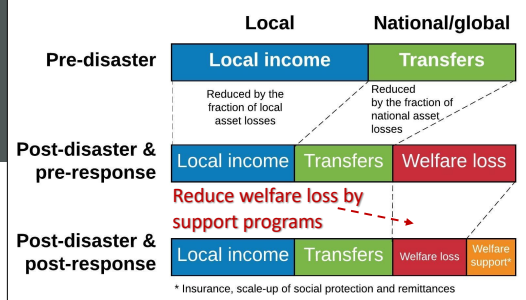 Local
National/global
Pre-disaster
Local income
Transfers
Reduced by the
fraction of local
asset losses
Reduced
by the fraction of
national asset
losses
Post-disaster &
pre-response
Local income
Transfers
Welfare loss
Reduce welfare loss by
support programs
Post-disaster &
post-response
Local income
Transfers
Welfare loss
Welfare
support*
* Insurance, scale-up of social protection and remittances